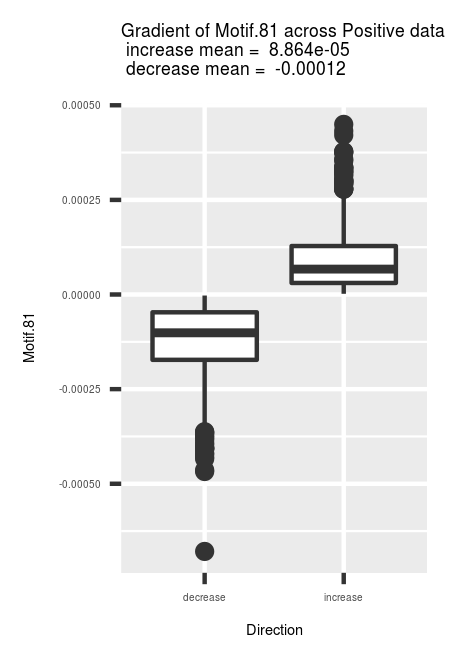 Gradient of Motif.81 across Positive data
increase mean =  8.864e-05
decrease mean =  -0.00012
0.00050
0.00025
0.00000
-0.00025
-0.00050
Motif.81
decrease
increase
Direction